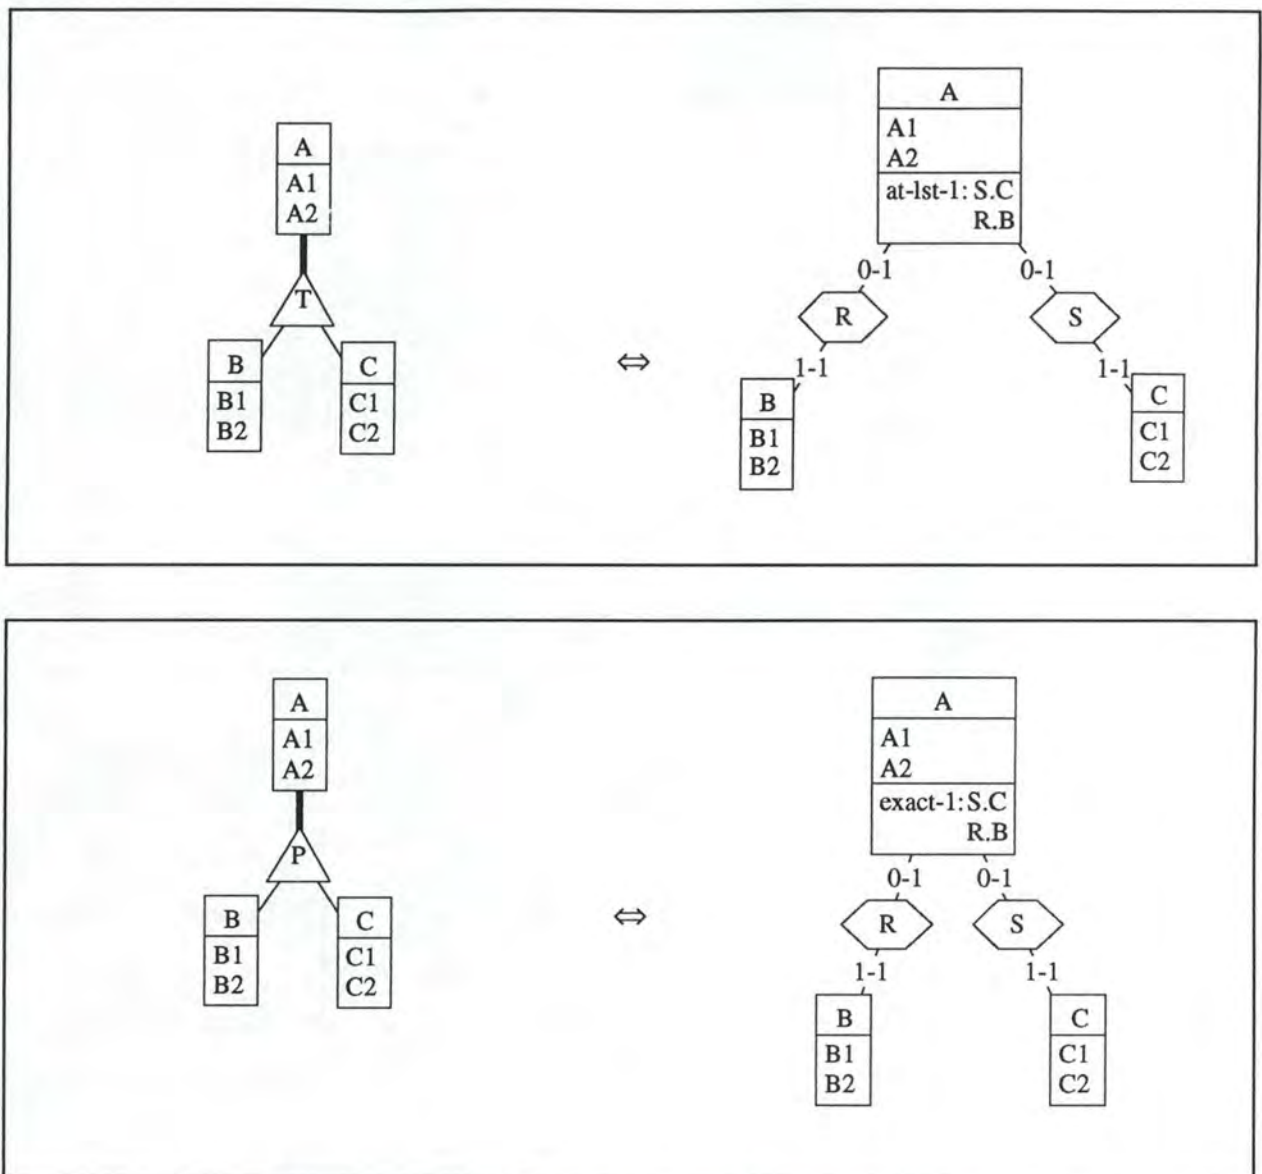 A
A1
A2
T
B
B1
B2
C
C1
C2
⇔
A
A1
A2
at-lst-1: S.C
R.B
0-1
0-1
R
S
1-1
1-1
B
B1
B2
C
C1
C2
A
A1
A2
P
B
B1
B2
C
C1
C2
⇔
A
A1
A2
exact-1: S.C
R.B
0-1
0-1
R
S
1-1
1-1
B
B1
B2
C
C1
C2